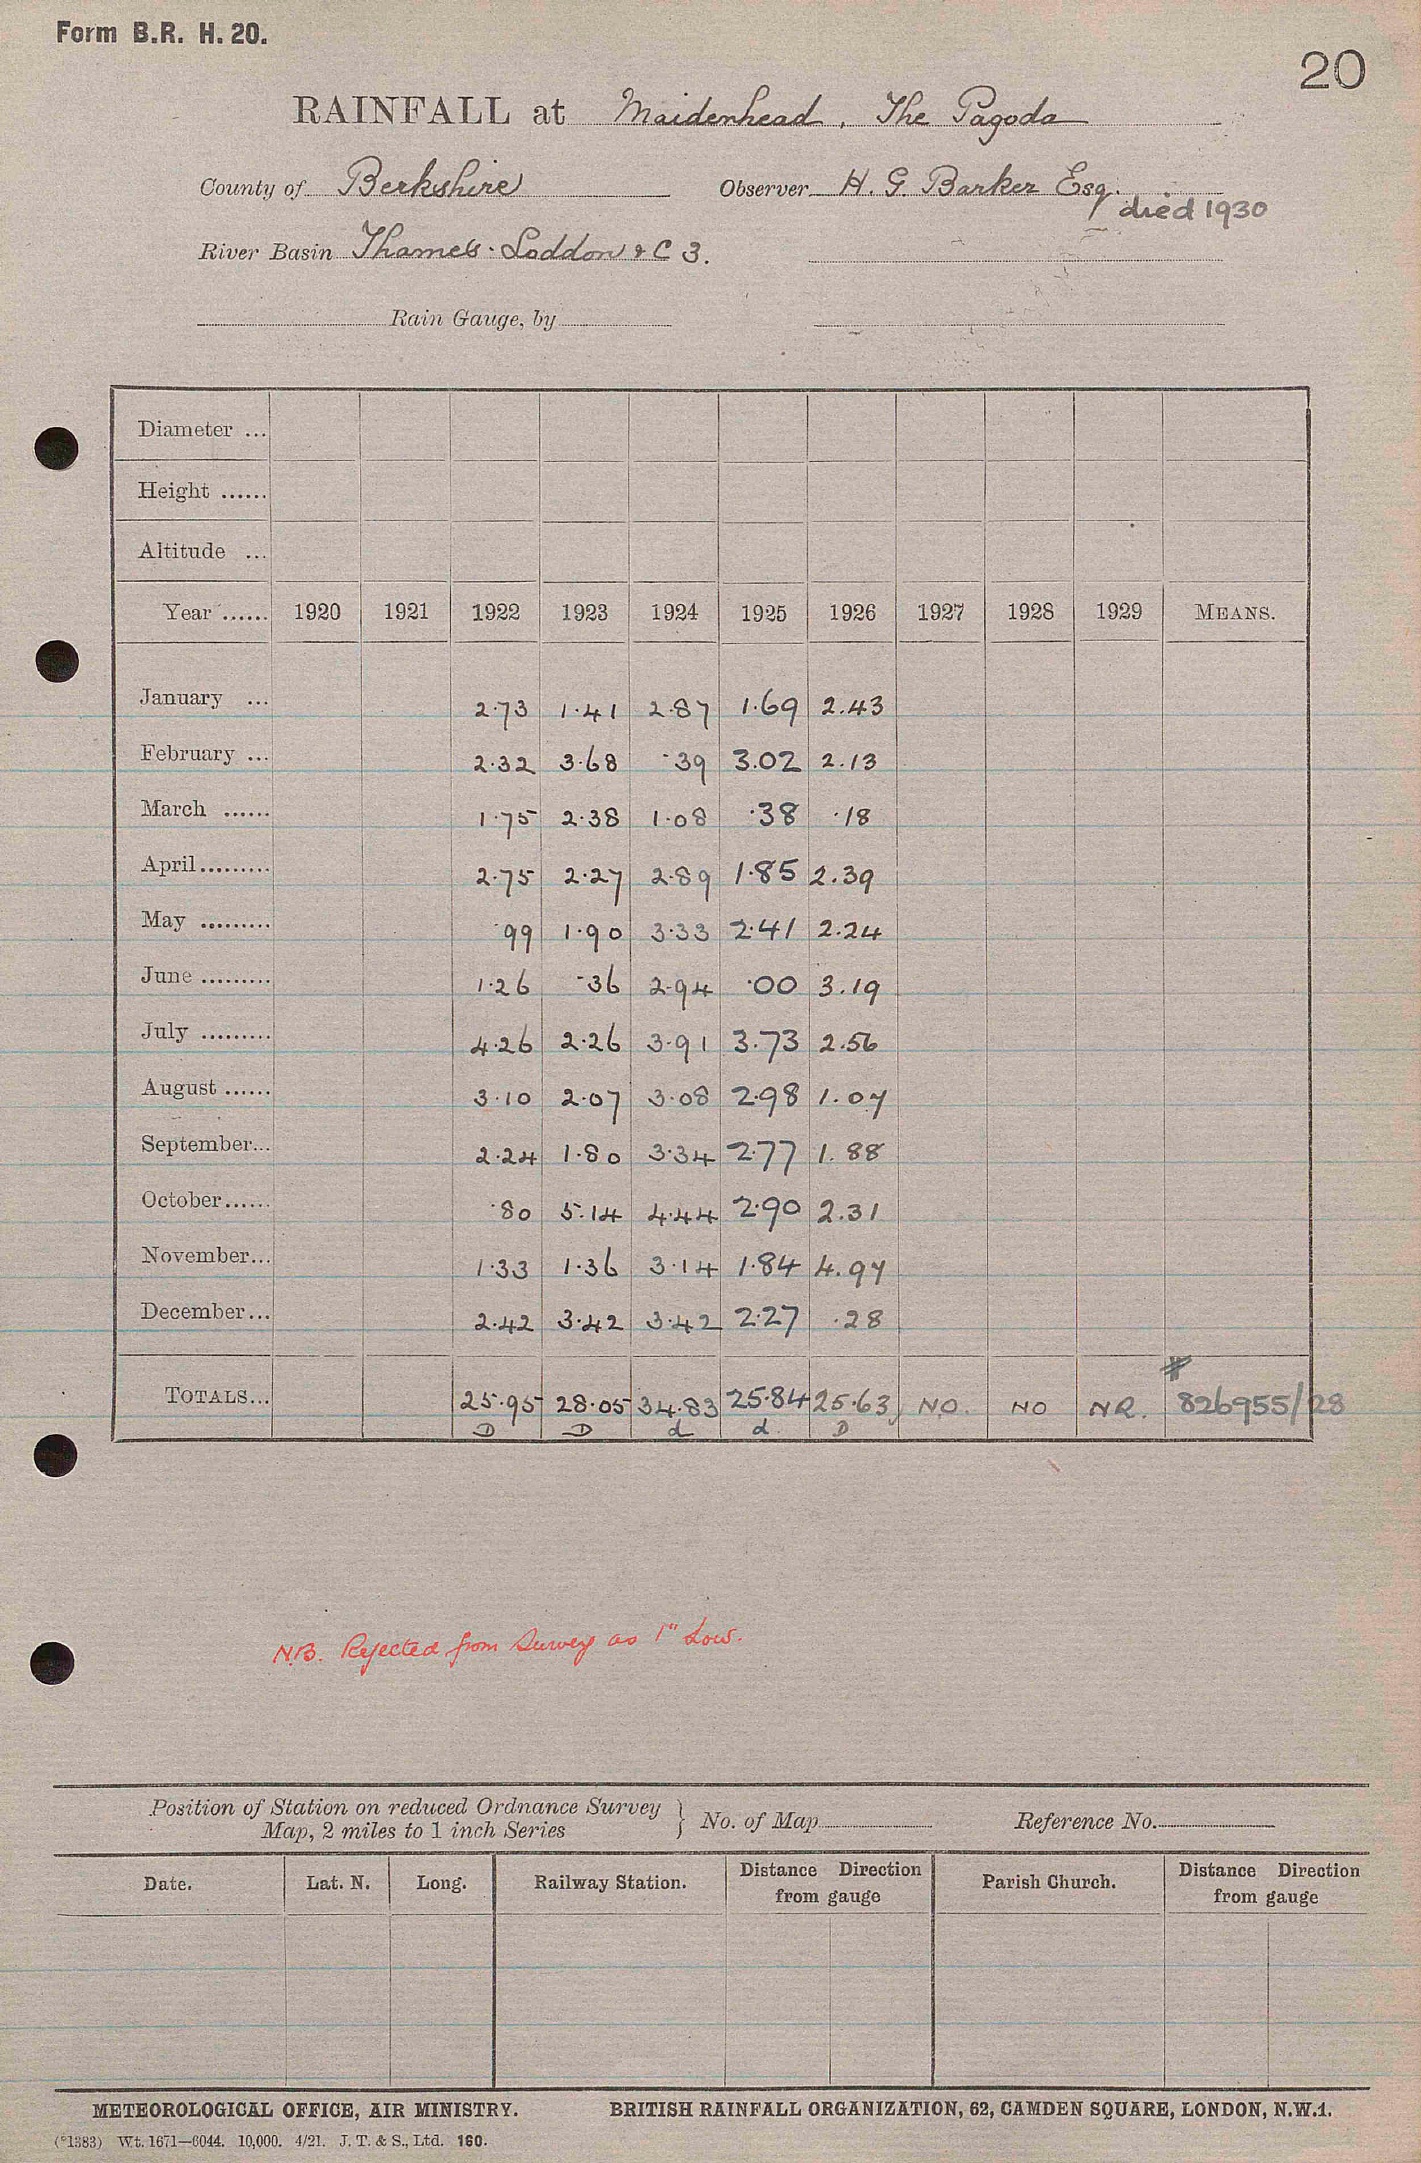 Form B.R. H. 20.
20
RAINFALL at Maidenhead, The Pagoda
County of Berkshire Observer H. G. Barker Esq.
died 1930
River Basin Thames - Loddon & C 3.
Rain Gauge, by
Diameter ...
Height ......
Altitude ...
Year ...... 1920 1921 1922 1923 1924 1925 1926 1927 1928 1929 MEANS.
January ... 2.73 1.41 2.87 1.69 2.43
February ... 2.32 3.68 .39 3.02 2.13
March ...... 1.75 2.38 1.08 .38 .18
April......... 2.75 2.27 2.89 1.85 2.39
May ......... .99 1.90 3.33 2.41 2.24
June ......... 1.26 .36 2.94 .00 3.19
July ......... 4.26 2.26 3.91 3.73 2.56
August ...... 3.10 2.07 3.08 2.98 1.07
September... 2.24 1.80 3.34 2.77 1.88
October...... .80 5.14 4.44 2.90 2.31
November... 1.33 1.36 3.14 1.84 4.97
December... 2.42 3.42 3.42 2.27 .28
TOTALS... 25.95 28.05 34.83 25.84 25.63 NO. NO NR. 826955/28
D D d d D
N.B. Rejected from Survey as 1" Low.
Position of Station on reduced Ordnance Survey
Map, 2 miles to 1 inch Series } No. of Map Reference No.
Date. Lat. N. Long. Railway Station. Distance Direction from gauge Parish Church. Distance Direction from gauge
METEOROLOGICAL OFFICE, AIR MINISTRY. BRITISH RAINFALL ORGANIZATION, 62, CAMDEN SQUARE, LONDON, N.W.1.
(*1383) Wt. 1671—6044. 10,000. 4/21. J. T. & S., Ltd. 160.